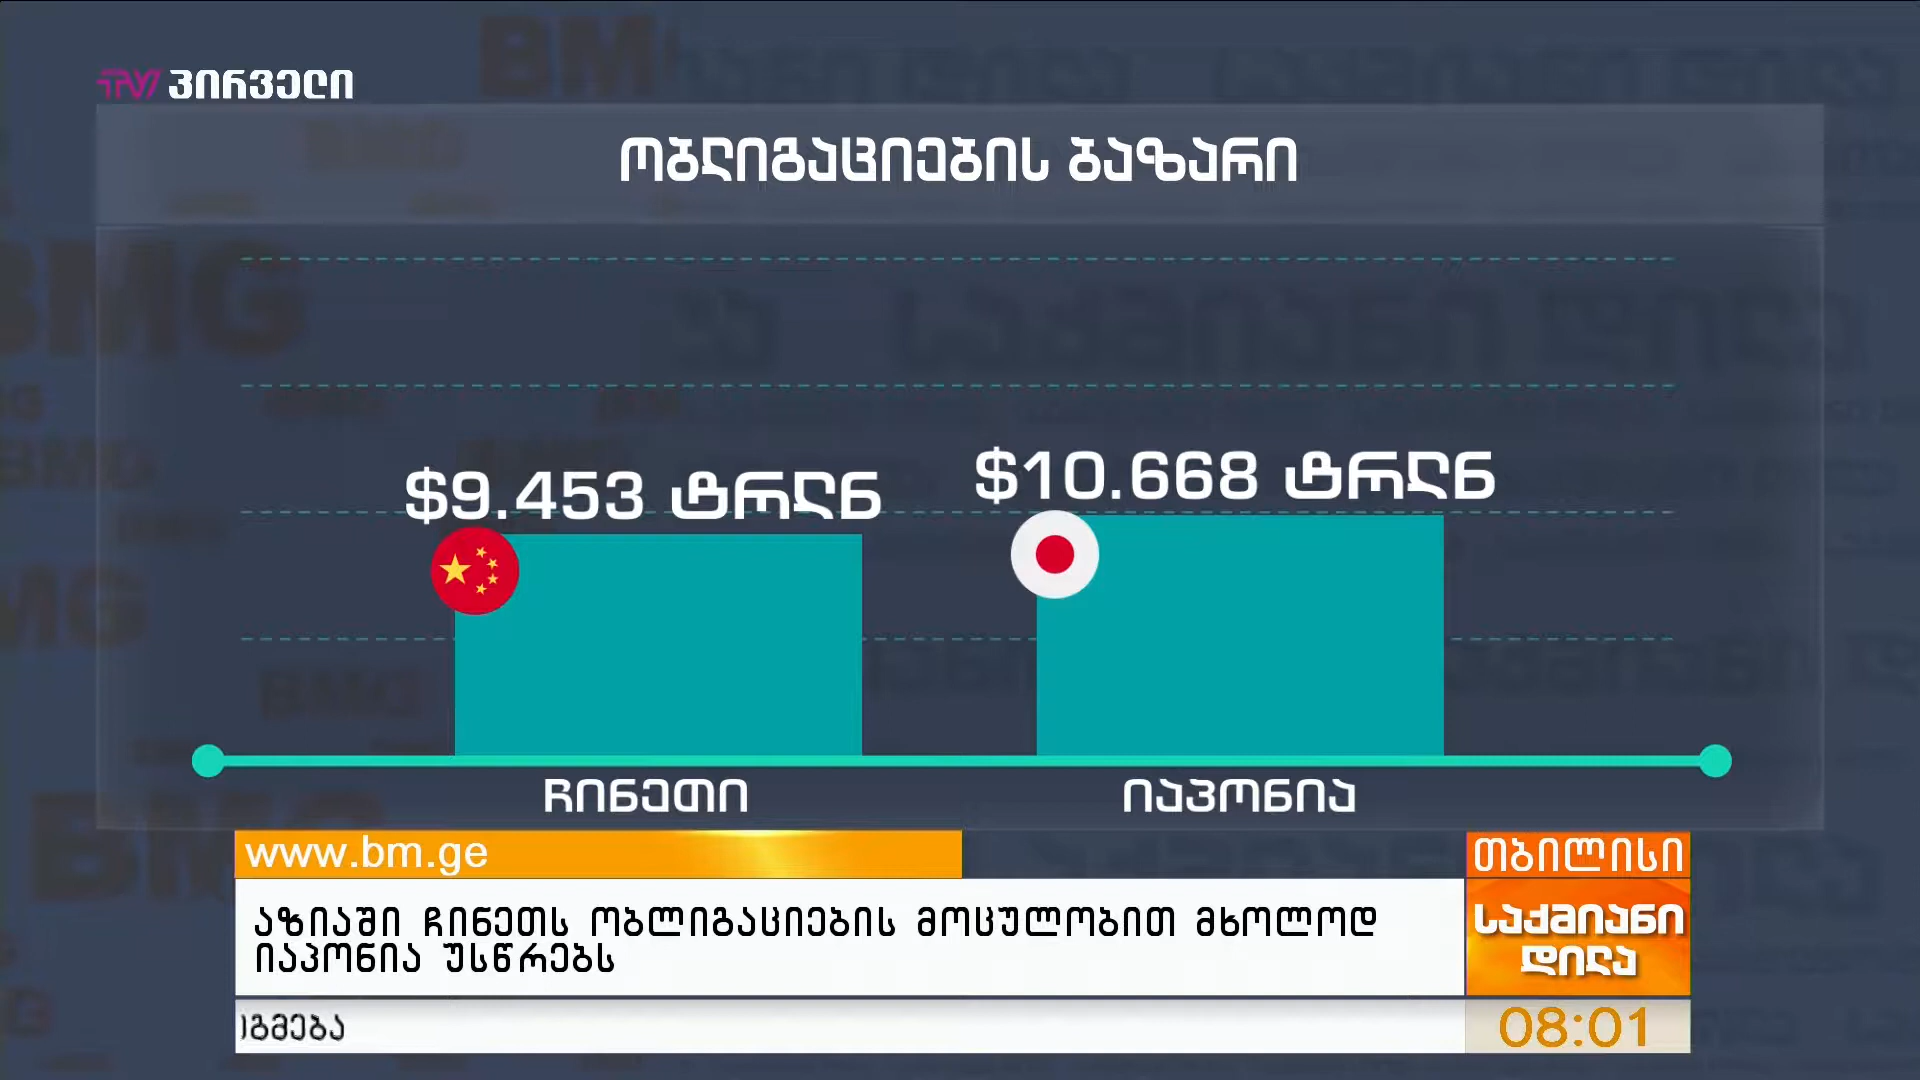 TV პირველი
ობლიგაციების ბაზარი
$9.453 ტრლნ
$10.668 ტრლნ
ჩინეთი
იაპონია
www.bm.ge
თბილისი
აზიაში ჩინეთს ობლიგაციების მოცულობით მხოლოდ
იაპონია უსწრებს
საქმიანი
დილა
08:01